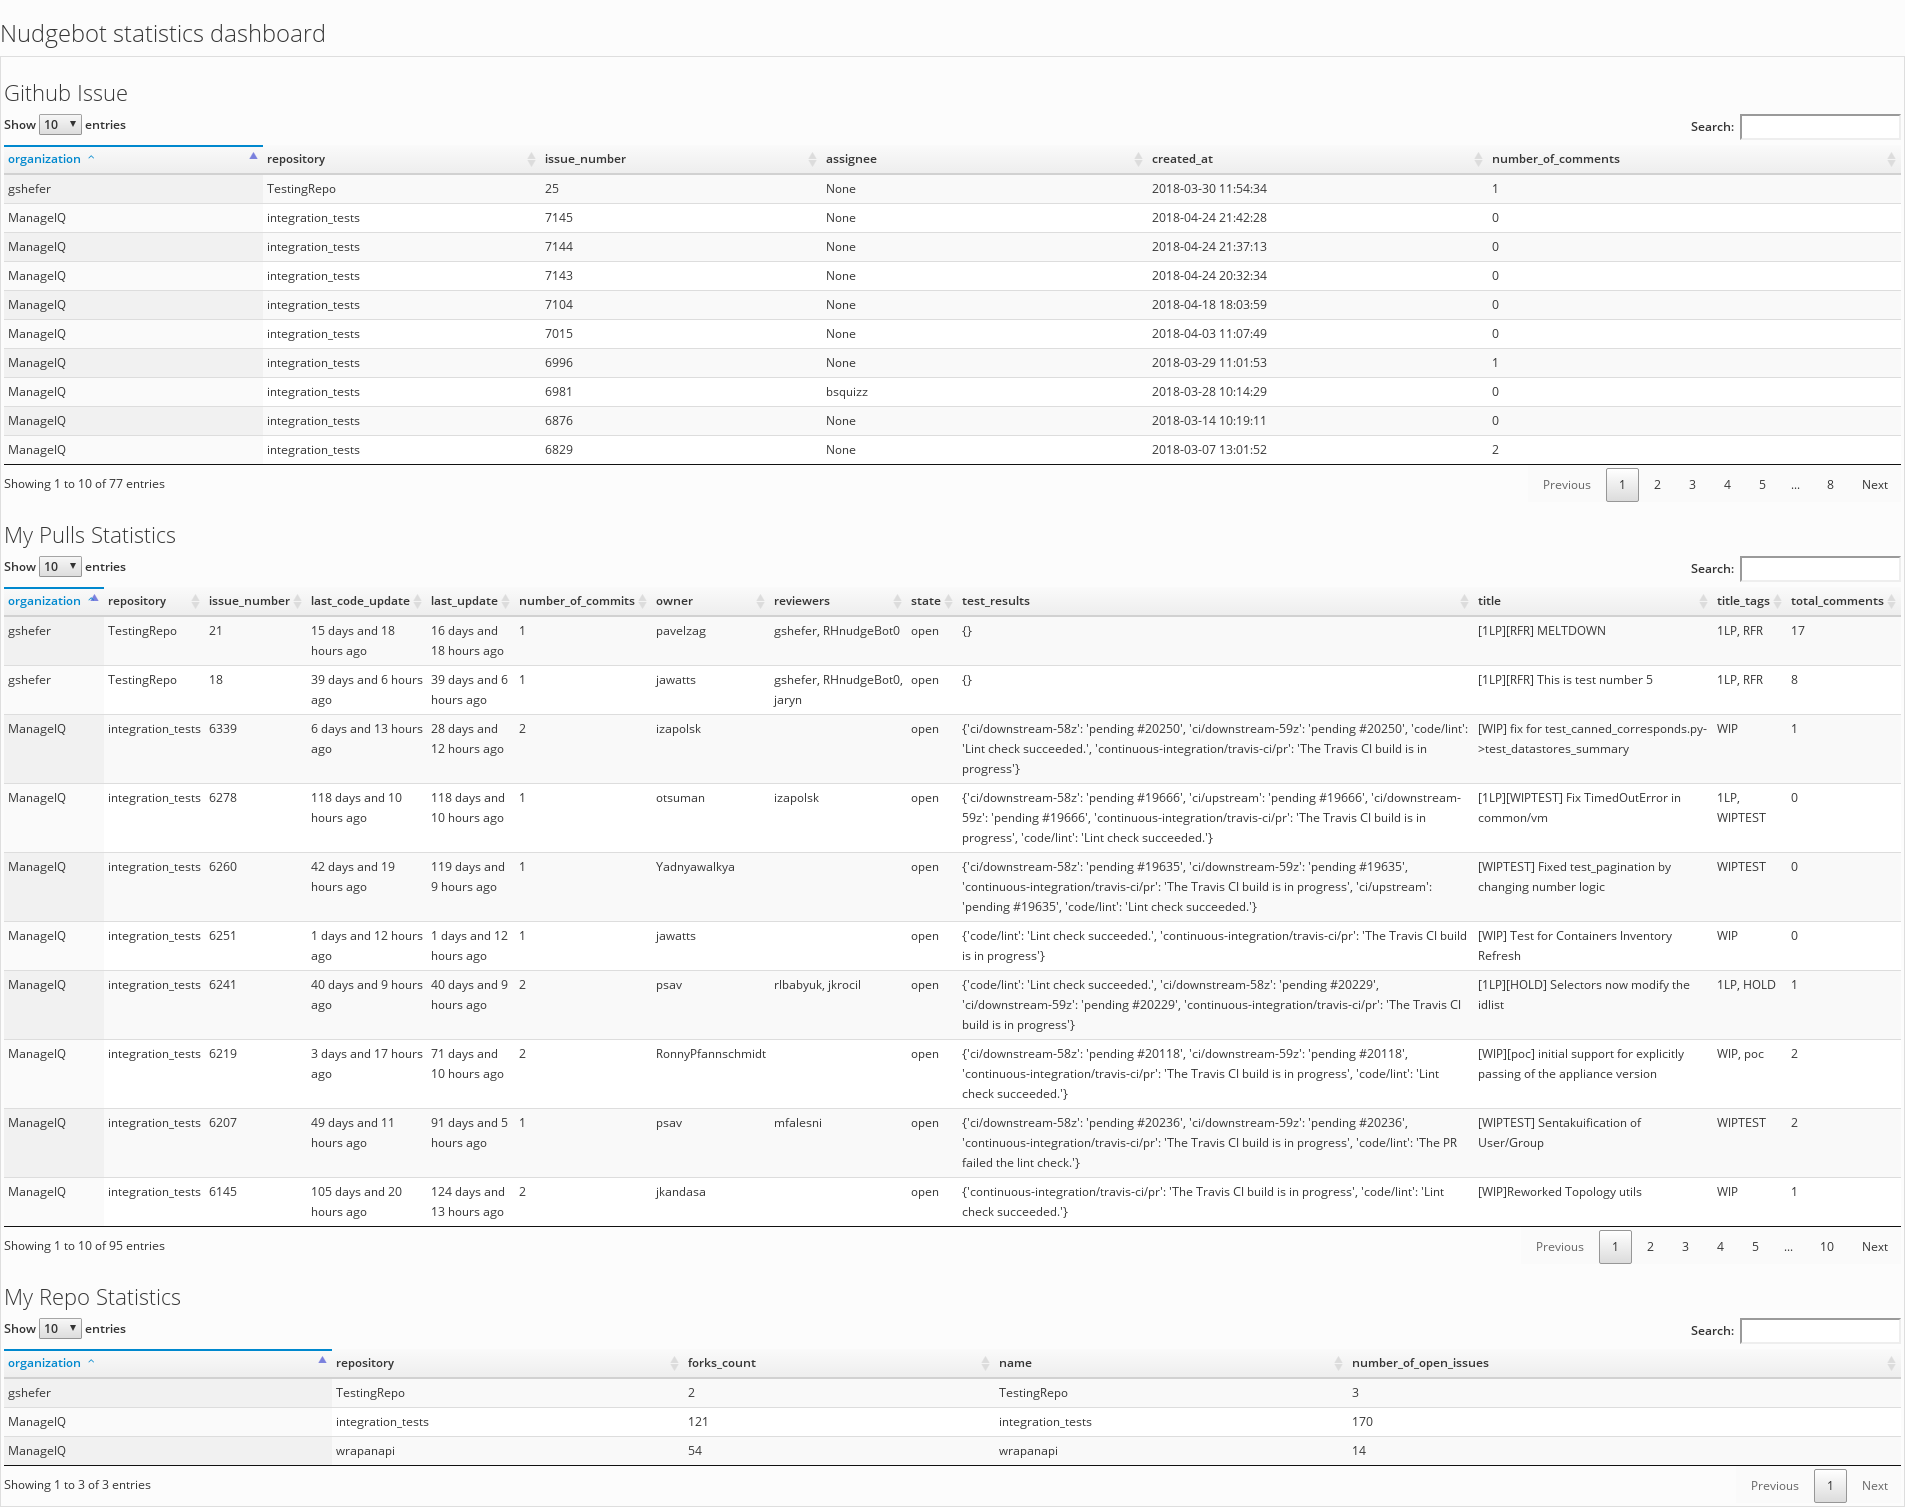 Nudgebot statistics dashboard
Github Issue
Show 10 entries
Search:
organization repository issue_number assignee created_at number_of_comments
gshefer TestingRepo 25 None 2018-03-30 11:54:34 1
ManageIQ integration_tests 7145 None 2018-04-24 21:42:28 0
ManageIQ integration_tests 7144 None 2018-04-24 21:37:13 0
ManageIQ integration_tests 7143 None 2018-04-24 20:32:34 0
ManageIQ integration_tests 7104 None 2018-04-18 18:03:59 0
ManageIQ integration_tests 7015 None 2018-04-03 11:07:49 0
ManageIQ integration_tests 6996 None 2018-03-29 11:01:53 1
ManageIQ integration_tests 6981 bsquizz 2018-03-28 10:14:29 0
ManageIQ integration_tests 6876 None 2018-03-14 10:19:11 0
ManageIQ integration_tests 6829 None 2018-03-07 13:01:52 2
Showing 1 to 10 of 77 entries
Previous 1 2 3 4 5 ... 8 Next
My Pulls Statistics
Show 10 entries
Search:
organization repository issue_number last_code_update last_update number_of_commits owner reviewers state test_results title title_tags total_comments
gshefer TestingRepo 21 15 days and 18 16 days and 1 pavelzag gshefer, RHnudgeBot0 open {} [1LP][RFR] MELTDOWN 1LP, RFR 17
hours ago 18 hours ago
gshefer TestingRepo 18 39 days and 6 hours 39 days and 6 1 jawatts gshefer, RHnudgeBot0, open {} [1LP][RFR] This is test number 5 1LP, RFR 8
ago hours ago jaryn
ManageIQ integration_tests 6339 6 days and 13 hours 28 days and 2 izapolsk open {'ci/downstream-58z': 'pending #20250', 'ci/downstream-59z': 'pending #20250', 'code/lint': [WIP] fix for test_canned_corresponds.py- WIP 1
ago 12 hours ago 'Lint check succeeded.', 'continuous-integration/travis-ci/pr': 'The Travis CI build is in >test_datastores_summary
progress'}
ManageIQ integration_tests 6278 118 days and 10 118 days and 1 otsuman izapolsk open {'ci/downstream-58z': 'pending #19666', 'ci/upstream': 'pending #19666', 'ci/downstream- [1LP][WIPTEST] Fix TimedOutError in 1LP, 0
hours ago 10 hours ago 59z': 'pending #19666', 'continuous-integration/travis-ci/pr': 'The Travis CI build is in common/vm WIPTEST
progress', 'code/lint': 'Lint check succeeded.'}
ManageIQ integration_tests 6260 42 days and 19 119 days and 1 Yadnyawalkya open {'ci/downstream-58z': 'pending #19635', 'ci/downstream-59z': 'pending #19635', [WIPTEST] Fixed test_pagination by WIPTEST 0
hours ago 9 hours ago 'continuous-integration/travis-ci/pr': 'The Travis CI build is in progress', 'ci/upstream': changing number logic
'pending #19635', 'code/lint': 'Lint check succeeded.'}
ManageIQ integration_tests 6251 1 days and 12 hours 1 days and 12 1 jawatts open {'code/lint': 'Lint check succeeded.', 'continuous-integration/travis-ci/pr': 'The Travis CI build [WIP] Test for Containers Inventory WIP 0
ago hours ago is in progress'} Refresh
ManageIQ integration_tests 6241 40 days and 9 hours 40 days and 9 2 psav rlbabyuk, jkrocil open {'code/lint': 'Lint check succeeded.', 'ci/downstream-58z': 'pending #20229', [1LP][HOLD] Selectors now modify the 1LP, HOLD 1
ago hours ago 'ci/downstream-59z': 'pending #20229', 'continuous-integration/travis-ci/pr': 'The Travis CI idlist
build is in progress'}
ManageIQ integration_tests 6219 3 days and 17 hours 71 days and 2 RonnyPfannschmidt open {'ci/downstream-58z': 'pending #20118', 'ci/downstream-59z': 'pending #20118', [WIP][poc] initial support for explicitly WIP, poc 2
ago 10 hours ago 'continuous-integration/travis-ci/pr': 'The Travis CI build is in progress', 'code/lint': 'Lint passing of the appliance version
check succeeded.'}
ManageIQ integration_tests 6207 49 days and 11 91 days and 5 1 psav mfalesni open {'ci/downstream-58z': 'pending #20236', 'ci/downstream-59z': 'pending #20236', [WIPTEST] Sentakuification of WIPTEST 2
hours ago hours ago 'continuous-integration/travis-ci/pr': 'The Travis CI build is in progress', 'code/lint': 'The PR User/Group
failed the lint check.'}
ManageIQ integration_tests 6145 105 days and 20 124 days and 2 jkandasa open {'continuous-integration/travis-ci/pr': 'The Travis CI build is in progress', 'code/lint': 'Lint [WIP]Reworked Topology utils WIP 1
hours ago 13 hours ago check succeeded.'}
Showing 1 to 10 of 95 entries
Previous 1 2 3 4 5 ... 10 Next
My Repo Statistics
Show 10 entries
Search:
organization repository forks_count name number_of_open_issues
gshefer TestingRepo 2 TestingRepo 3
ManageIQ integration_tests 121 integration_tests 170
ManageIQ wrapanapi 54 wrapanapi 14
Showing 1 to 3 of 3 entries
Previous 1 Next